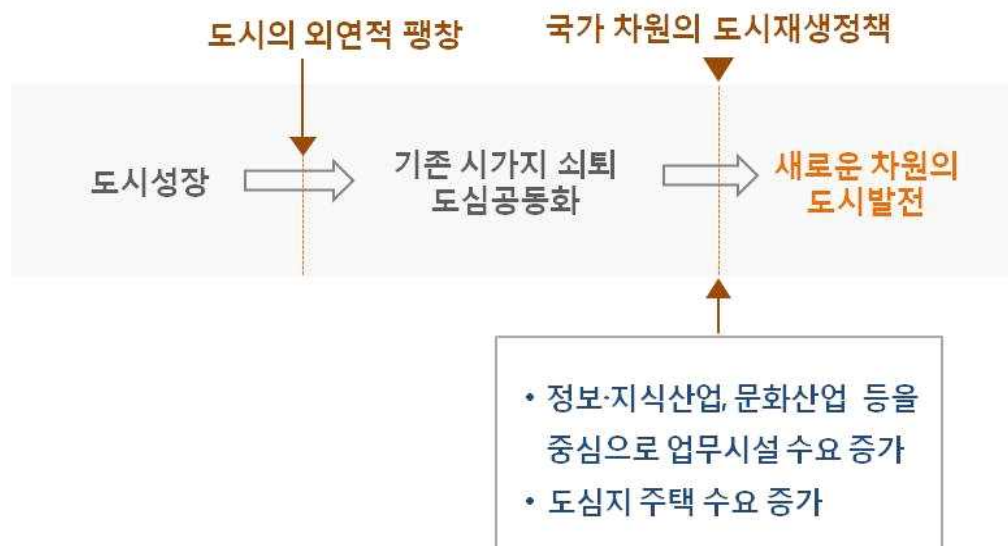 도시의 외연적 팽창
국가 차원의 도시재생정책
도시성장
기존 시가지 쇠퇴
도심공동화
새로운 차원의
도시발전
• 정보·지식산업, 문화산업 등을
중심으로 업무시설 수요 증가
• 도심지 주택 수요 증가